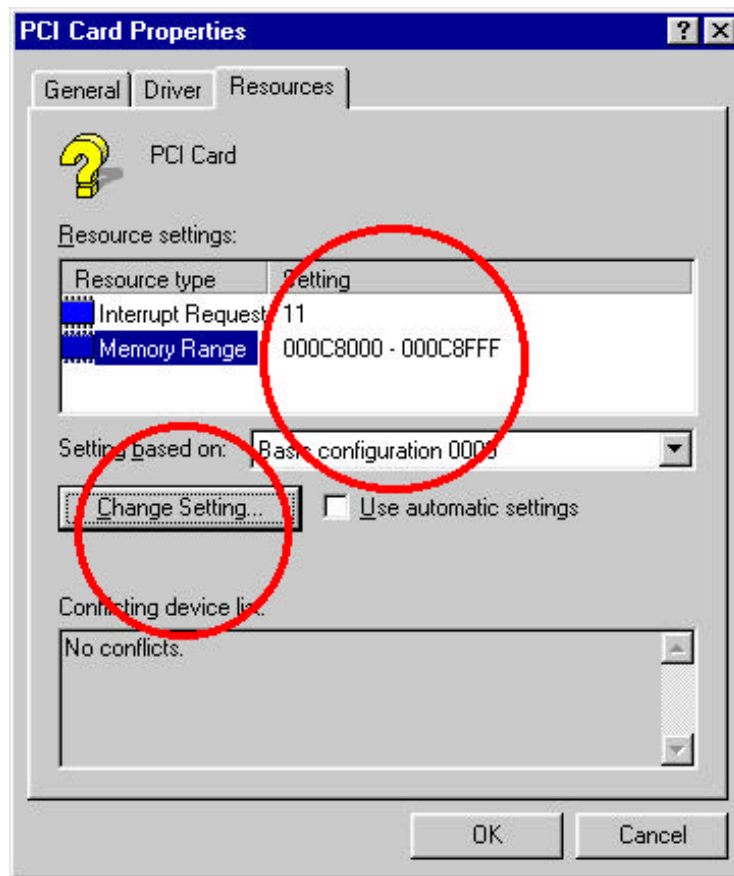 PCI Card Properties
General Driver Resources
PCI Card
Resource settings:
Resource type Setting
Interrupt Request 11
Memory Range 000C8000 - 000C8FFF
Setting based on: Basic configuration 0000
Change Setting... Use automatic settings
Conflicting device list:
No conflicts.
OK Cancel